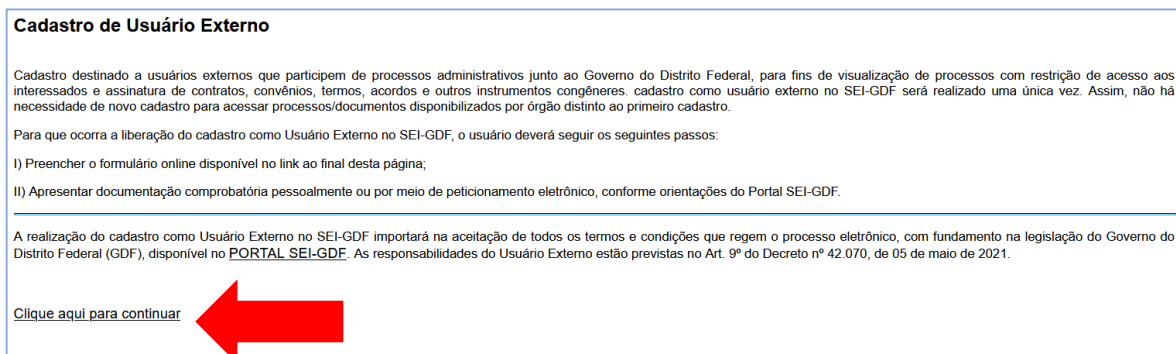 Cadastro de Usuário Externo
Cadastro destinado a usuários externos que participem de processos administrativos junto ao Governo do Distrito Federal, para fins de visualização de processos com restrição de acesso aos
interessados e assinatura de contratos, convênios, termos, acordos e outros instrumentos congêneres. cadastro como usuário externo no SEI-GDF será realizado uma única vez. Assim, não há
necessidade de novo cadastro para acessar processos/documentos disponibilizados por órgão distinto ao primeiro cadastro.
Para que ocorra a liberação do cadastro como Usuário Externo no SEI-GDF, o usuário deverá seguir os seguintes passos:
I) Preencher o formulário online disponível no link ao final desta página;
II) Apresentar documentação comprobatória pessoalmente ou por meio de peticionamento eletrônico, conforme orientações do Portal SEI-GDF.
A realização do cadastro como Usuário Externo no SEI-GDF importará na aceitação de todos os termos e condições que regem o processo eletrônico, com fundamento na legislação do Governo do
Distrito Federal (GDF), disponível no PORTAL SEI-GDF. As responsabilidades do Usuário Externo estão previstas no Art. 9º do Decreto nº 42.070, de 05 de maio de 2021.
Clique aqui para continuar